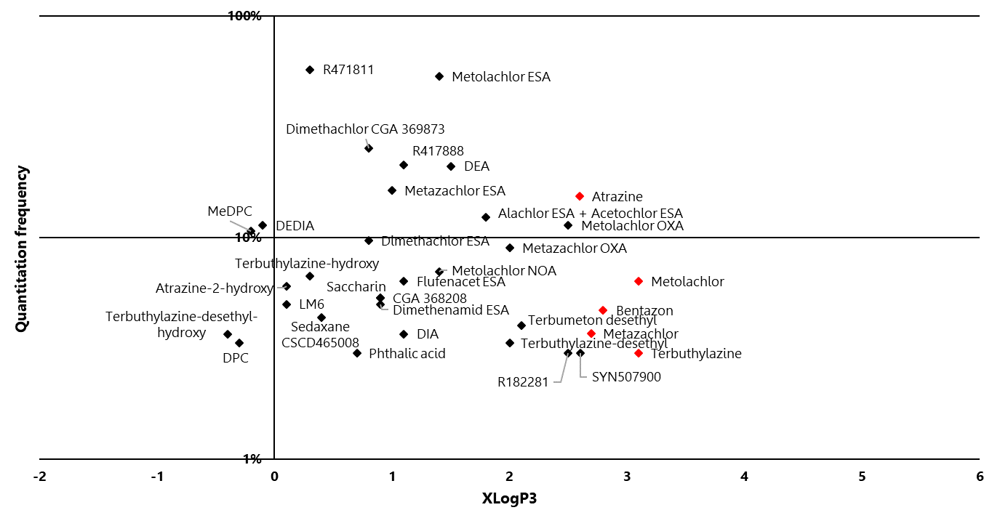 100%
R471811
Metolachlor ESA
Dimethachlor CGA 369873
R417888
DEA
Metazachlor ESA
Atrazine
MeDPC
Alachlor ESA + Acetochlor ESA
DEDIA
Metolachlor OXA
10%
Dimethachlor ESA
Metazachlor OXA
Terbuthylazine-hydroxy
Metolachlor NOA
Flufenacet ESA
Metolachlor
Atrazine-2-hydroxy
Saccharin
CGA 368208
LM6
Dimethenamid ESA
Bentazon
Terbuthylazine-desethyl-
hydroxy
Terbumeton desethyl
Sedaxane
CSCD465008
DIA
Metazachlor
Terbuthylazine-desethyl
DPC
Phthalic acid
Terbuthylazine
R182281
SYN507900
1%
-2 -1 0 1 2 3 4 5 6
XLogP3
Quantitation frequency